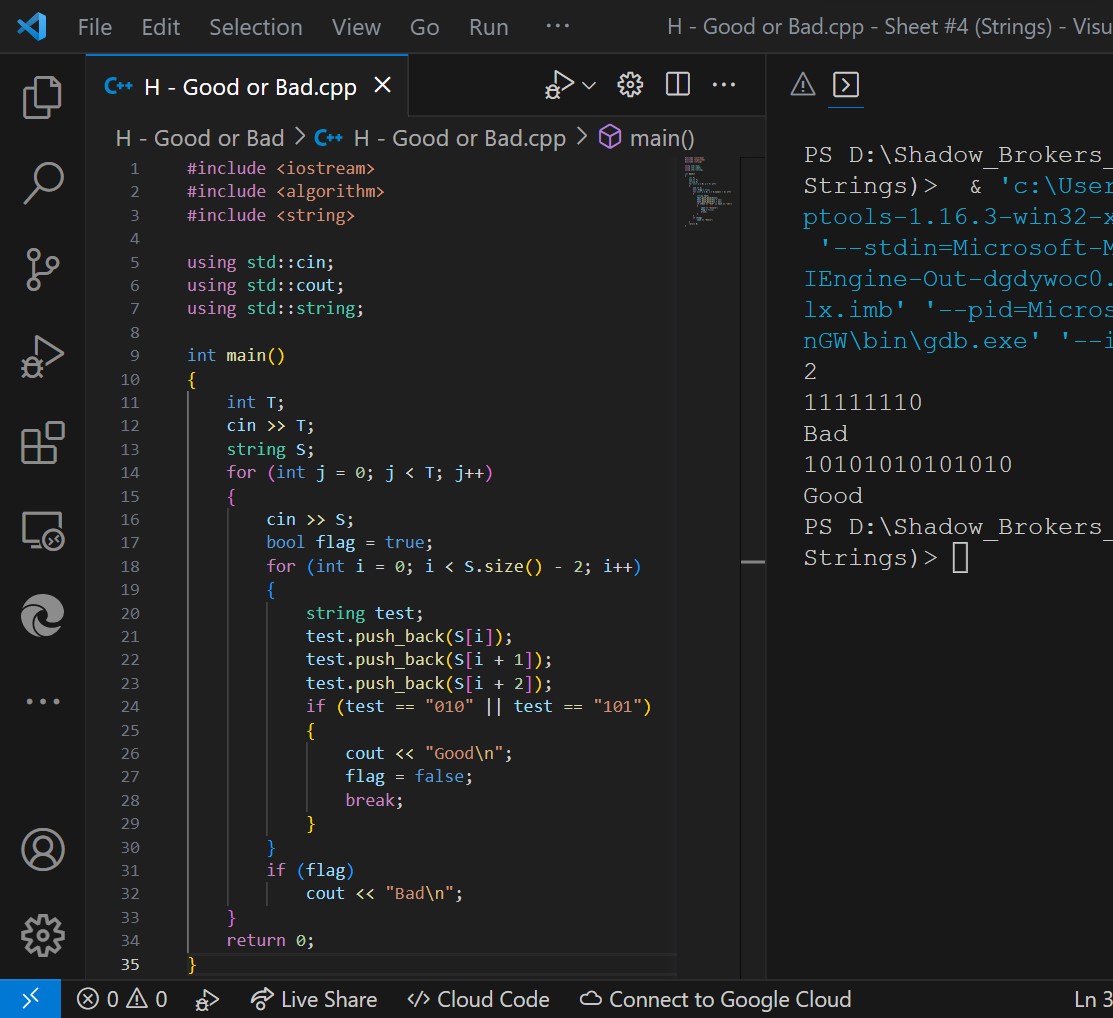 File Edit Selection View Go Run ... H - Good or Bad.cpp - Sheet #4 (Strings) - Visu
C++ H - Good or Bad.cpp
H - Good or Bad > C++ H - Good or Bad.cpp > main()
1 #include <iostream>
2 #include <algorithm>
3 #include <string>
4
5 using std::cin;
6 using std::cout;
7 using std::string;
8
9 int main()
10 {
11     int T;
12     cin >> T;
13     string S;
14     for (int j = 0; j < T; j++)
15     {
16         cin >> S;
17         bool flag = true;
18         for (int i = 0; i < S.size() - 2; i++)
19         {
20             string test;
21             test.push_back(S[i]);
22             test.push_back(S[i + 1]);
23             test.push_back(S[i + 2]);
24             if (test == "010" || test == "101")
25             {
26                 cout << "Good\n";
27                 flag = false;
28                 break;
29             }
30         }
31         if (flag)
32             cout << "Bad\n";
33     }
34     return 0;
35 }
PS D:\Shadow_Brokers_
Strings)> & 'c:\User
ptools-1.16.3-win32-x
'--stdin=Microsoft-M
IEngine-Out-dgdywoc0.
lx.imb' '--pid=Micros
nGW\bin\gdb.exe' '--i
2
11111110
Bad
10101010101010
Good
PS D:\Shadow_Brokers_
Strings)>
0 0 Live Share Cloud Code Connect to Google Cloud Ln 3